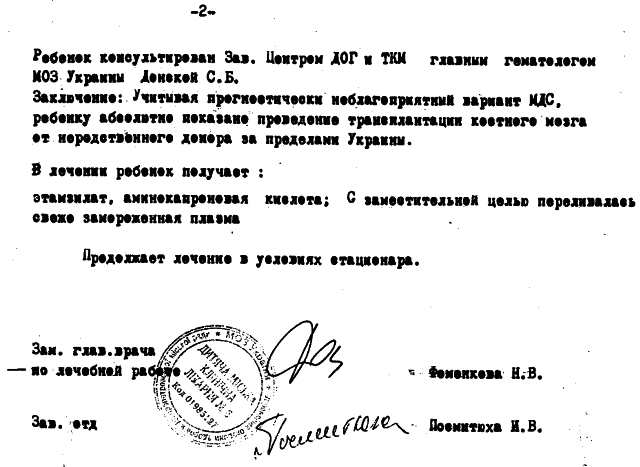 -2-
Ребенок консультирован Зав. Центром ДОГ и ТКМ главным гематологом
МОЗ Украины Донской С.Б.
Заключение: Учитывая прогностически неблагоприятный вариант МДС,
ребенку абсолютно показано проведение трансплантации костного мозга
от неродственного донора за пределами Украины.
В лечении ребенок получает :
этамзилат, аминокапроновая кислота; С заместительной целью переливалась
свеже замороженная плазма
Продолжает лечение в условиях стационара.
Зам. глав.врача
по лечебной работе
Фоменкова Н.В.
ДИТЯЧА МІСЬКА
КЛІНІЧНА
ЛІКАРНЯ № 3
Код 01985127
Зав. отд
Посмитюха И.В.